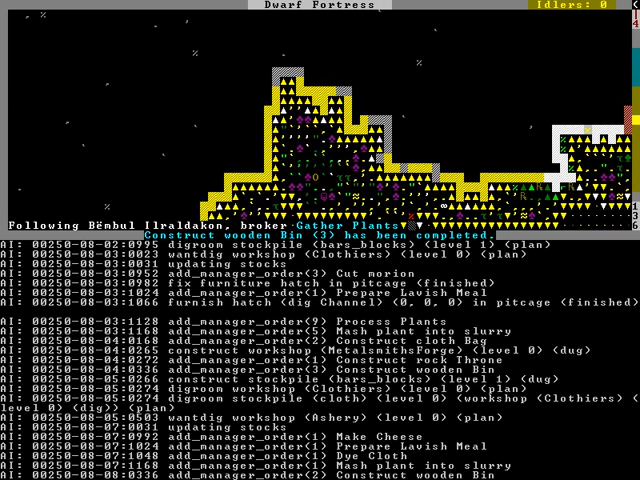 Dwarf Fortress
Idlers: 0
Following Bëmbul Ilraldakon, broker Gather Plants
Construct wooden Bin (3) has been completed.
AI: 00250-08-02:0995 digroom stockpile (bars_blocks) (level 1) (plan)
AI: 00250-08-03:0023 wantdig workshop (Clothiers) (level 0) (plan)
AI: 00250-08-03:0031 updating stocks
AI: 00250-08-03:0952 add_manager_order(3) Cut morion
AI: 00250-08-03:0982 fix furniture hatch in pitcage (finished)
AI: 00250-08-03:1024 add_manager_order(1) Prepare Lavish Meal
AI: 00250-08-03:1066 furnish hatch (dig Channel) (0, 0, 0) in pitcage (finished)
AI: 00250-08-03:1128 add_manager_order(9) Process Plants
AI: 00250-08-03:1168 add_manager_order(5) Mash plant into slurry
AI: 00250-08-04:0168 add_manager_order(2) Construct cloth Bag
AI: 00250-08-04:0265 construct workshop (MetalsmithsForge) (level 0) (dug)
AI: 00250-08-04:0272 add_manager_order(1) Construct rock Throne
AI: 00250-08-04:0336 add_manager_order(3) Construct wooden Bin
AI: 00250-08-05:0266 construct stockpile (bars_blocks) (level 1) (dug)
AI: 00250-08-05:0274 digroom workshop (Clothiers) (level 0) (plan)
AI: 00250-08-05:0274 digroom stockpile (cloth) (level 0) (workshop (Clothiers) (
level 0) (dig)) (plan)
AI: 00250-08-05:0503 wantdig workshop (Ashery) (level 0) (plan)
AI: 00250-08-07:0031 updating stocks
AI: 00250-08-07:0992 add_manager_order(1) Make Cheese
AI: 00250-08-07:1024 add_manager_order(1) Prepare Lavish Meal
AI: 00250-08-07:1048 add_manager_order(1) Dye Cloth
AI: 00250-08-07:1168 add_manager_order(1) Mash plant into slurry
AI: 00250-08-08:0336 add_manager_order(2) Construct wooden Bin